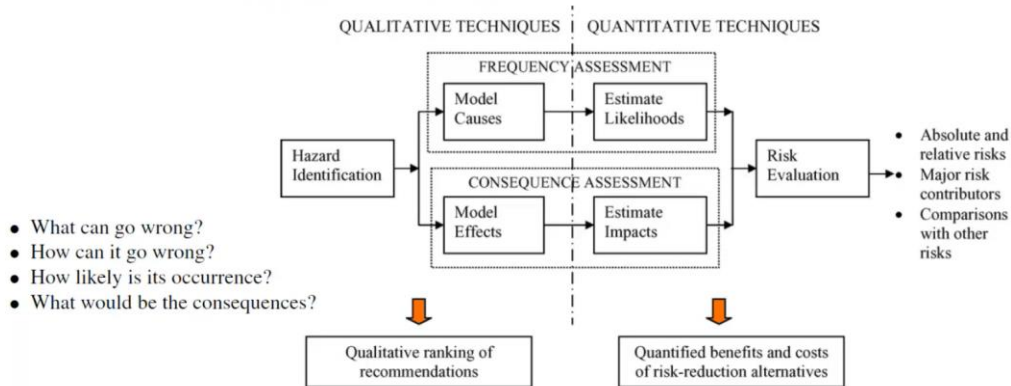 QUALITATIVE TECHNIQUES
QUANTITATIVE TECHNIQUES
FREQUENCY ASSESSMENT
Model
Causes
Estimate
Likelihoods
Hazard
Identification
Risk
Evaluation
• Absolute and
relative risks
• Major risk
contributors
• Comparisons
with other
risks
CONSEQUENCE ASSESSMENT
Model
Effects
Estimate
Impacts
• What can go wrong?
• How can it go wrong?
• How likely is its occurrence?
• What would be the consequences?
Qualitative ranking of
recommendations
Quantified benefits and costs
of risk-reduction alternatives